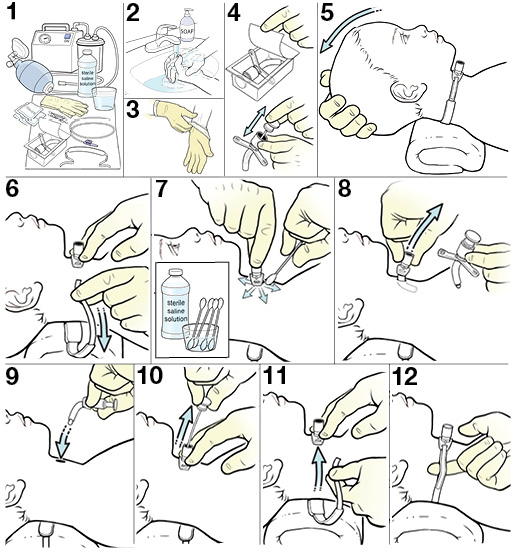 1
sterile
saline
solution
2
SOAP
3
4
5
6
7
sterile
saline
solution
8
9
10
11
12